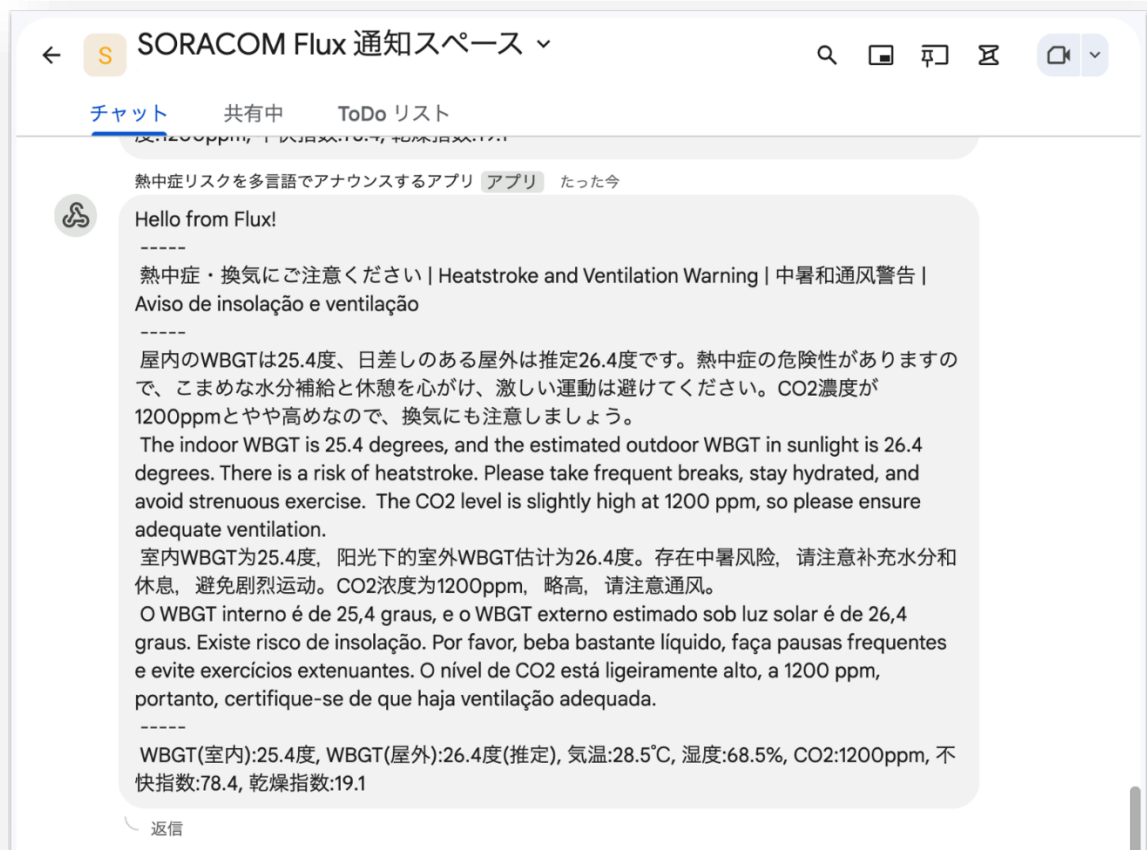 S
SORACOM Flux 通知スペース
チャット 共有中 ToDo リスト
度:1200ppm, 不快指数:78.4, 乾燥指数:19.1
熱中症リスクを多言語でアナウンスするアプリ アプリ たった今
Hello from Flux!
-----
熱中症・換気にご注意ください | Heatstroke and Ventilation Warning | 中暑和通风警告 |
Aviso de insolação e ventilação
-----
屋内のWBGTは25.4度、日差しのある屋外は推定26.4度です。熱中症の危険性がありますの
で、こまめな水分補給と休憩を心がけ、激しい運動は避けてください。CO2濃度が
1200ppmとやや高めなので、換気にも注意しましょう。
The indoor WBGT is 25.4 degrees, and the estimated outdoor WBGT in sunlight is 26.4
degrees. There is a risk of heatstroke. Please take frequent breaks, stay hydrated, and
avoid strenuous exercise.  The CO2 level is slightly high at 1200 ppm, so please ensure
adequate ventilation.
室内WBGT为25.4度，阳光下的室外WBGT估计为26.4度。存在中暑风险，请注意补充水分和
休息，避免剧烈运动。CO2浓度为1200ppm，略高，请注意通风。
O WBGT interno é de 25,4 graus, e o WBGT externo estimado sob luz solar é de 26,4
graus. Existe risco de insolação. Por favor, beba bastante líquido, faça pausas frequentes
e evite exercícios extenuantes. O nível de CO2 está ligeiramente alto, a 1200 ppm,
portanto, certifique-se de que haja ventilação adequada.
-----
WBGT(室内):25.4度, WBGT(屋外):26.4度(推定), 気温:28.5℃, 湿度:68.5%, CO2:1200ppm, 不
快指数:78.4, 乾燥指数:19.1
返信